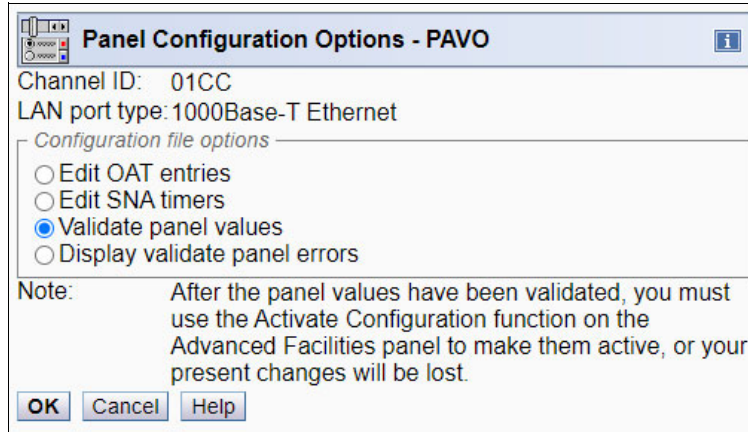 Panel Configuration Options - PAVO
i
Channel ID: 01CC
LAN port type: 1000Base-T Ethernet
Configuration file options
Edit OAT entries
Edit SNA timers
Validate panel values
Display validate panel errors
Note: After the panel values have been validated, you must
use the Activate Configuration function on the
Advanced Facilities panel to make them active, or your
present changes will be lost.
OK Cancel Help